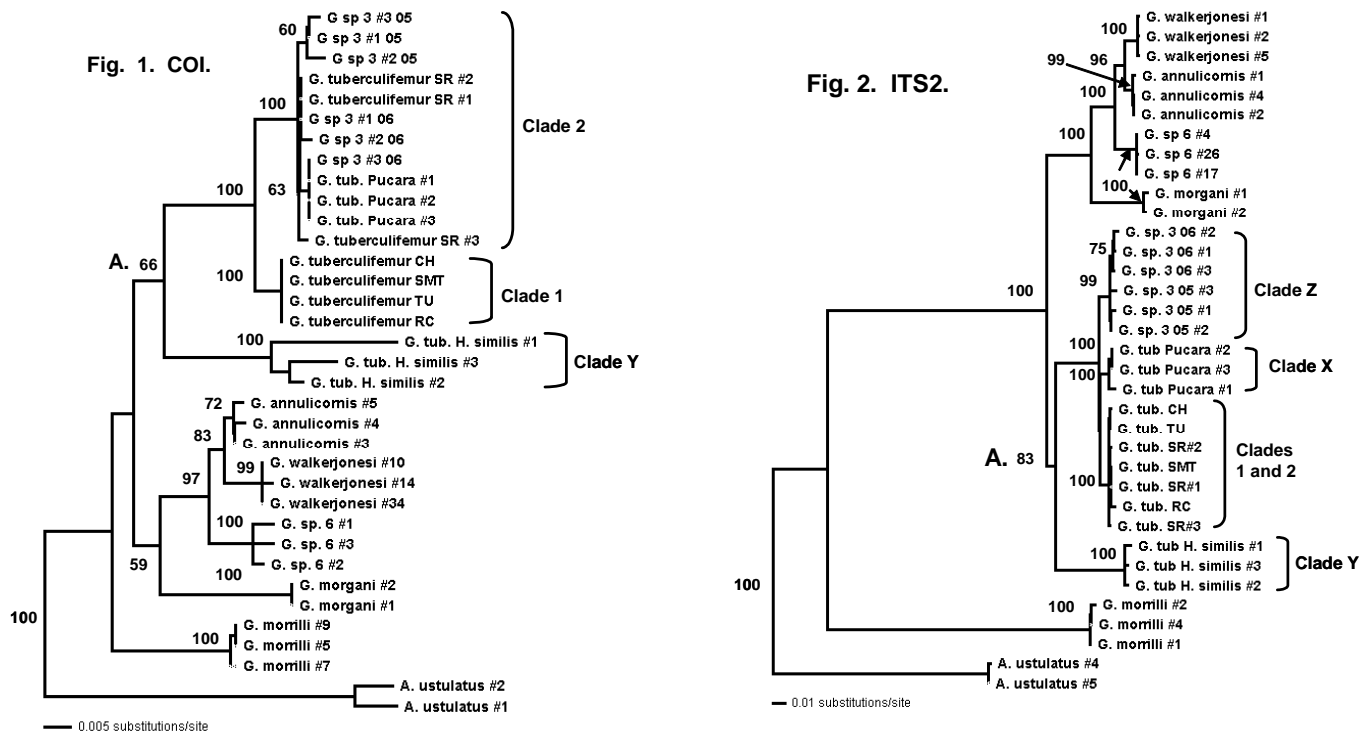 Fig. 1. COI.
60
G sp 3 #3 05
G sp 3 #1 05
G sp 3 #2 05
G. tuberculifemur SR #2
G. tuberculifemur SR #1
100
G sp 3 #1 06
G sp 3 #2 06
G sp 3 #3 06
100
63
G. tub. Pucara #1
G. tub. Pucara #2
G. tub. Pucara #3
G. tuberculifemur SR #3
Clade 2
A.
66
100
G. tuberculifemur CH
G. tuberculifemur SMT
G. tuberculifemur TU
G. tuberculifemur RC
Clade 1
100
G. tub. H. similis #1
G. tub. H. similis #3
G. tub. H. similis #2
Clade Y
72
G. annulicornis #5
G. annulicornis #4
G. annulicornis #3
83
99
G. walkerjonesi #10
G. walkerjonesi #14
G. walkerjonesi #34
97
100
G. sp. 6 #1
G. sp. 6 #3
G. sp. 6 #2
59
100
G. morgani #2
G. morgani #1
100
100
G. morrilli #9
G. morrilli #5
G. morrilli #7
A. ustulatus #2
A. ustulatus #1
0.005 substitutions/site
Fig. 2. ITS2.
100
G. walkerjonesi #1
G. walkerjonesi #2
G. walkerjonesi #5
96
99
G. annulicornis #1
G. annulicornis #4
G. annulicornis #2
100
100
G. sp 6 #4
G. sp 6 #26
G. sp 6 #17
100
G. morgani #1
G. morgani #2
75
G. sp. 3 06 #2
G. sp. 3 06 #1
G. sp. 3 06 #3
99
G. sp. 3 05 #3
G. sp. 3 05 #1
G. sp. 3 05 #2
Clade Z
100
100
100
G. tub Pucara #2
G. tub Pucara #3
G. tub Pucara #1
Clade X
A.
83
100
G. tub. CH
G. tub. TU
G. tub. SR#2
G. tub. SMT
G. tub. SR#1
G. tub. RC
G. tub. SR#3
Clades
1 and 2
100
G. tub H. similis #1
G. tub H. similis #3
G. tub H. similis #2
Clade Y
100
100
G. morrilli #2
G. morrilli #4
G. morrilli #1
A. ustulatus #4
A. ustulatus #5
0.01 substitutions/site